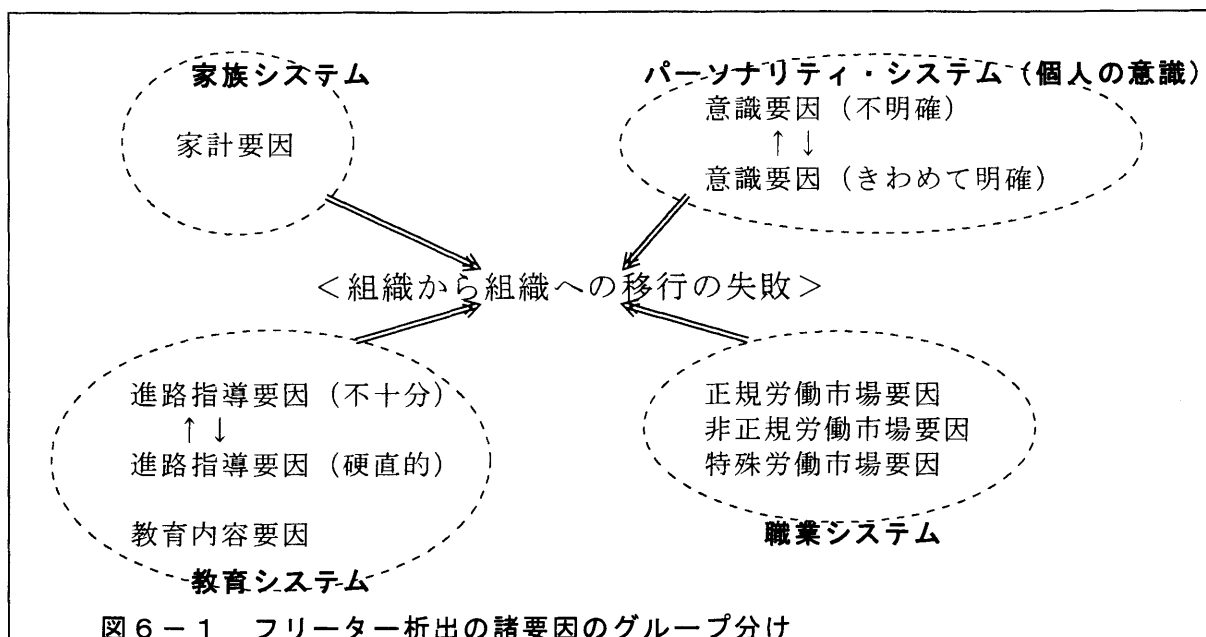 家族システム
家計要因
パーソナリティ・システム（個人の意識）
意識要因（不明確）
↑↓
意識要因（きわめて明確）
＜組織から組織への移行の失敗＞
進路指導要因（不十分）
↑↓
進路指導要因（硬直的）
教育内容要因
教育システム
正規労働市場要因
非正規労働市場要因
特殊労働市場要因
職業システム
図６－１　フリーター析出の諸要因のグループ分け